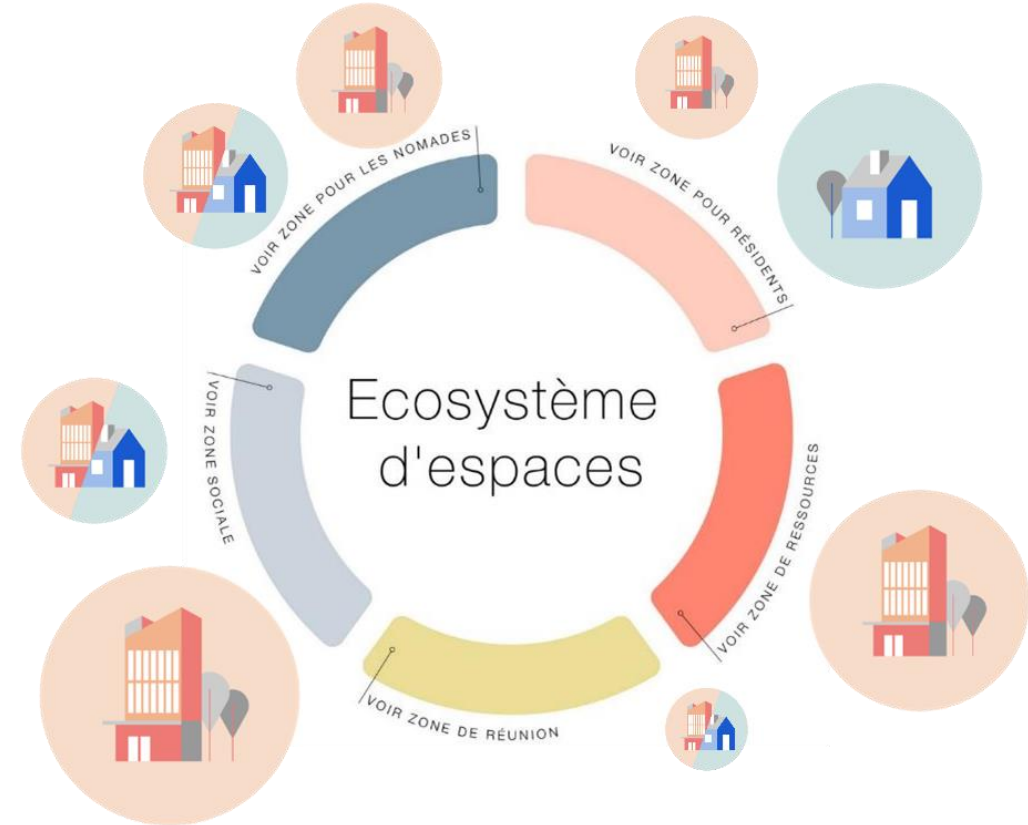 VOIR ZONE POUR LES NOMADES
VOIR ZONE POUR RÉSIDENTS
Ecosystème
d'espaces
VOIR ZONE SOCIALE
VOIR ZONE DE RESSOURCES
VOIR ZONE DE RÉUNION